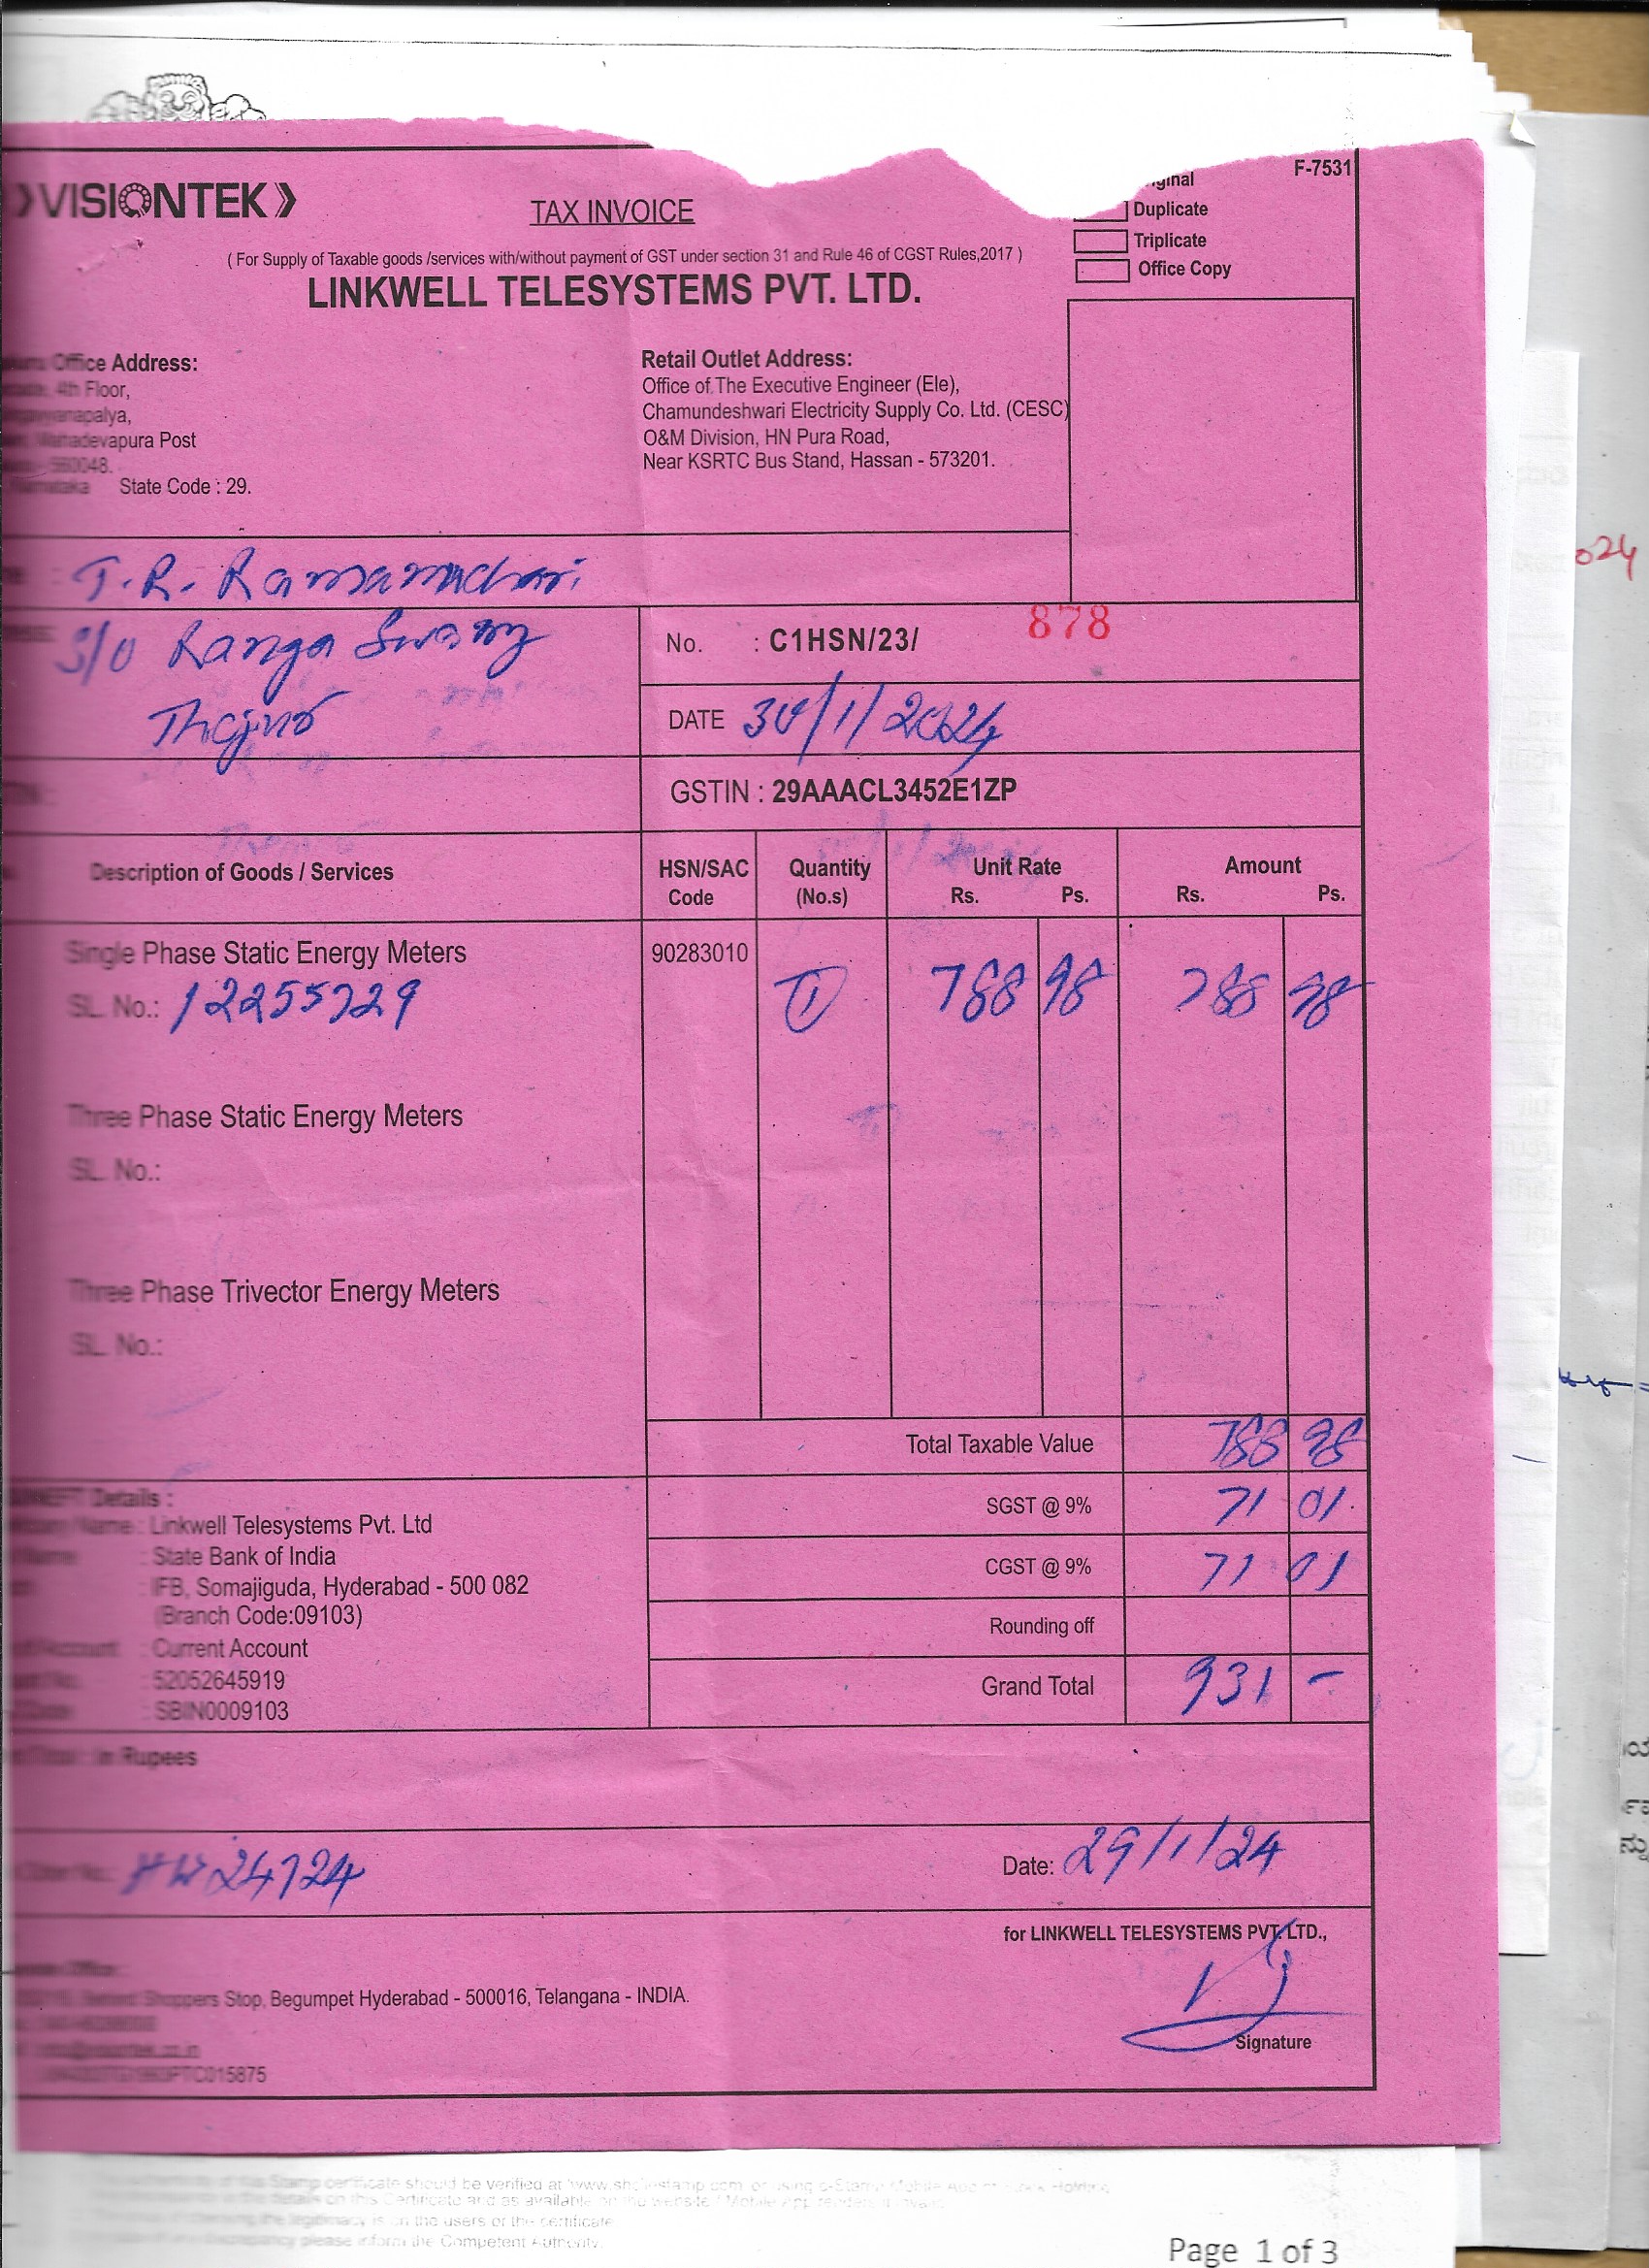 F-7531
VISIONTEK
TAX INVOICE
Duplicate
Triplicate
Office Copy
( For Supply of Taxable goods /services with/without payment of GST under section 31 and Rule 46 of CGST Rules,2017 )
LINKWELL TELESYSTEMS PVT. LTD.
Office Address:
4th Floor,
Mahadevapura Post
- 560048.
State Code : 29.
Retail Outlet Address:
Office of The Executive Engineer (Ele),
Chamundeshwari Electricity Supply Co. Ltd. (CESC)
O&M Division, HN Pura Road,
Near KSRTC Bus Stand, Hassan - 573201.
T.R.
S/o Ranga Swamy
No. : C1HSN/23/ 878
DATE 30/1/2024
GSTIN : 29AAACL3452E1ZP
Description of Goods / Services HSN/SAC Code Quantity (No.s) Unit Rate Rs. Ps. Amount Rs. Ps.
Single Phase Static Energy Meters 90283010 1 788 98 788 98
SL. No.: 12255729
Three Phase Static Energy Meters
SL. No.:
Three Phase Trivector Energy Meters
SL. No.:
Total Taxable Value 788 98
SGST @ 9% 71 01
CGST @ 9% 71 01
Rounding off
Grand Total 931 -
Details :
Name : Linkwell Telesystems Pvt. Ltd
: State Bank of India
: IFB, Somajiguda, Hyderabad - 500 082
(Branch Code:09103)
Account : Current Account
: 52052645919
: SBIN0009103
In Rupees
24724
Date: 29/1/24
for LINKWELL TELESYSTEMS PVT. LTD.,
Shoppers Stop, Begumpet Hyderabad - 500016, Telangana - INDIA.
Signature
Page 1 of 3